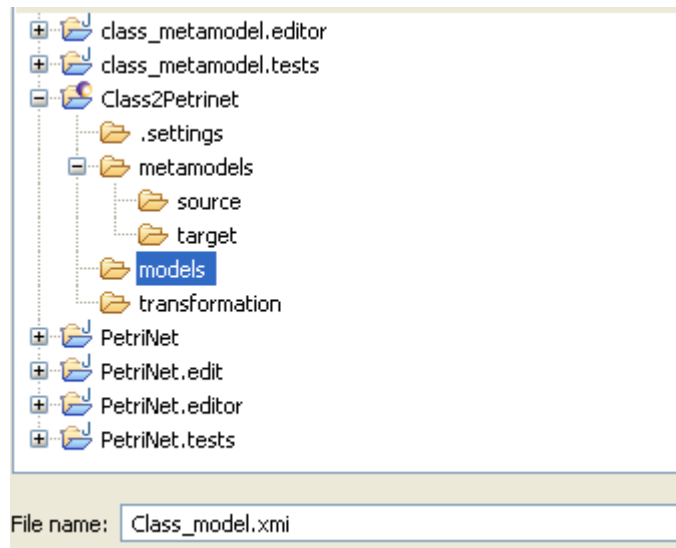 class_metamodel.editor
class_metamodel.tests
Class2Petrinet
.settings
metamodels
source
target
models
transformation
PetriNet
PetriNet.edit
PetriNet.editor
PetriNet.tests
File name: Class_model.xmi